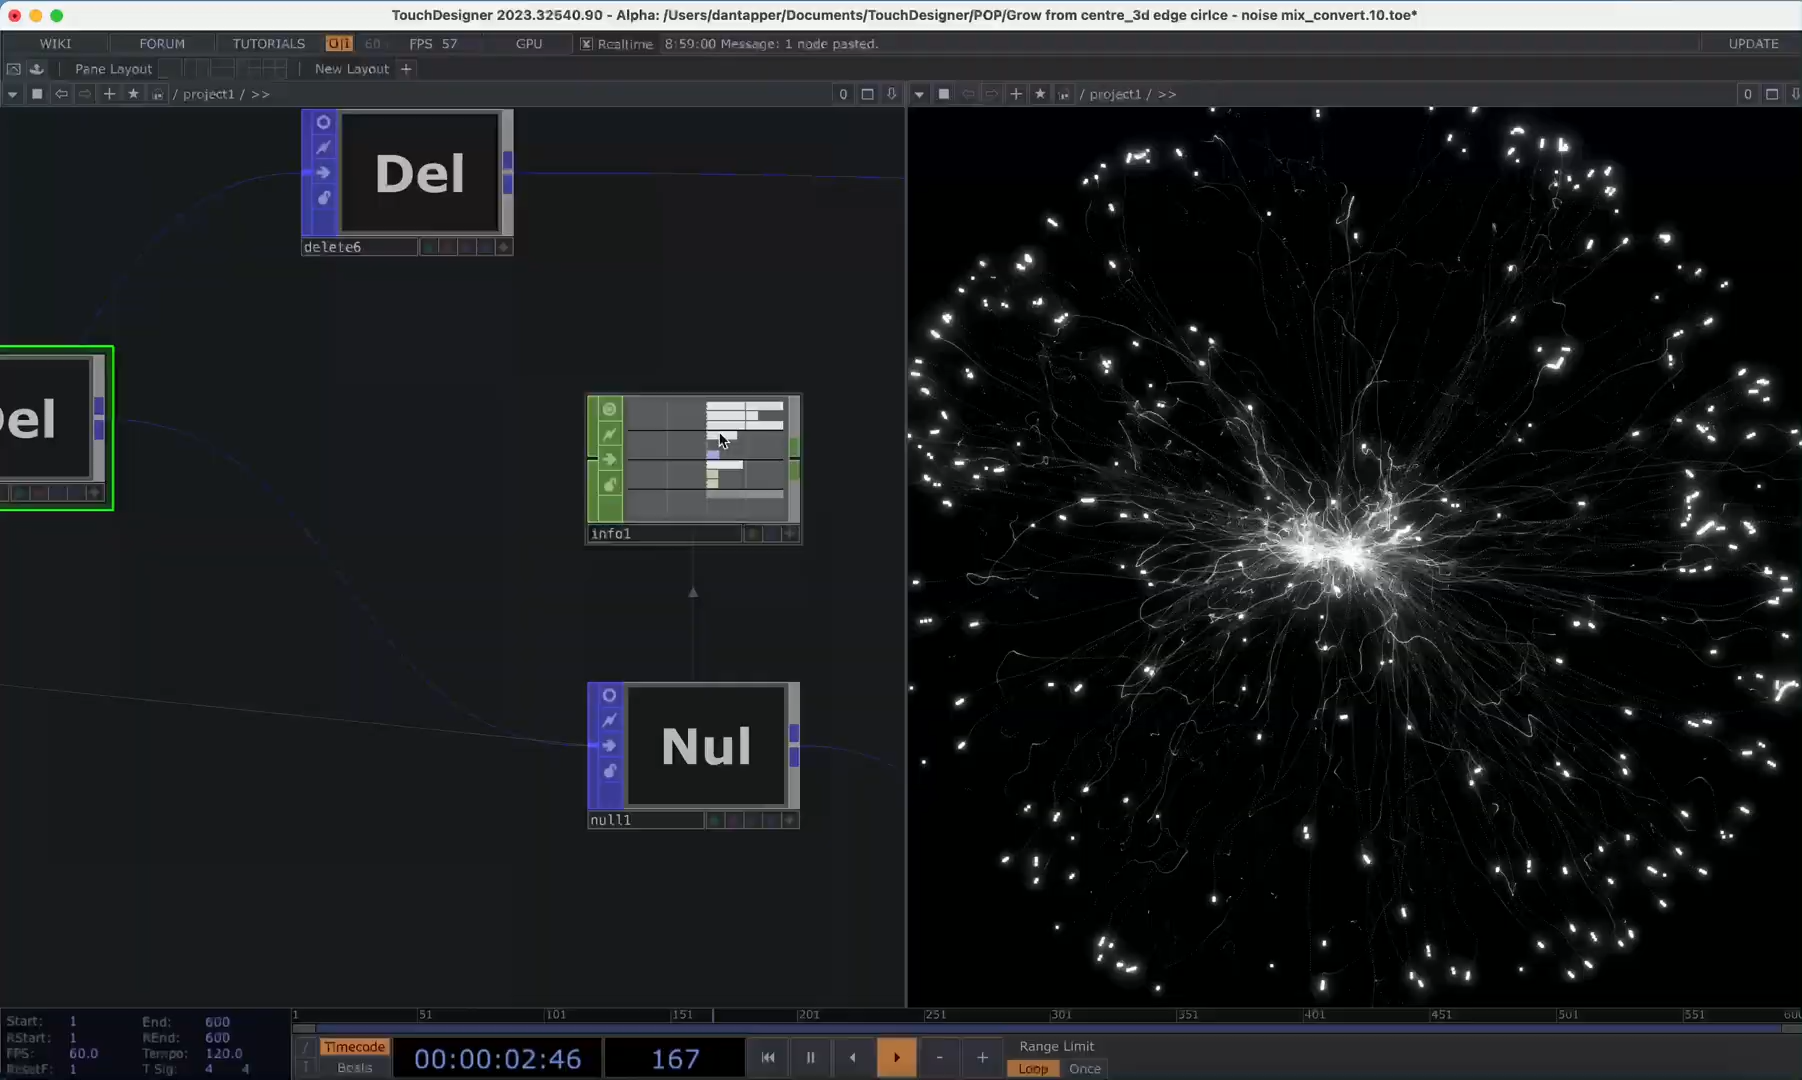 TouchDesigner 2023.32640.90 - Alpha: /Users/dantapper/Documents/TouchDesigner/POP/Grow from centre_3d edge cirlce - noise mix_convert.10.toe*
WIKI FORUM TUTORIALS O|i 60 FPS 57 GPU Realtime 8:59:00 Message: 1 node pasted. UPDATE
Pane Layout New Layout +
/ project1 / >> 0 / project1 / >> 0
Del
delete6
Del
info1
Nul
null1
1 51 101 151 201 251 301 351 401 451 501 551 600
Start: 1 End: 600
RStart: 1 REnd: 600
FPS: 60.0 Tempo: 120.0
ResetF: 1 T Sig: 4 4
TimeCode
Beats
00:00:02:46 167
- +
Range Limit
Loop Once